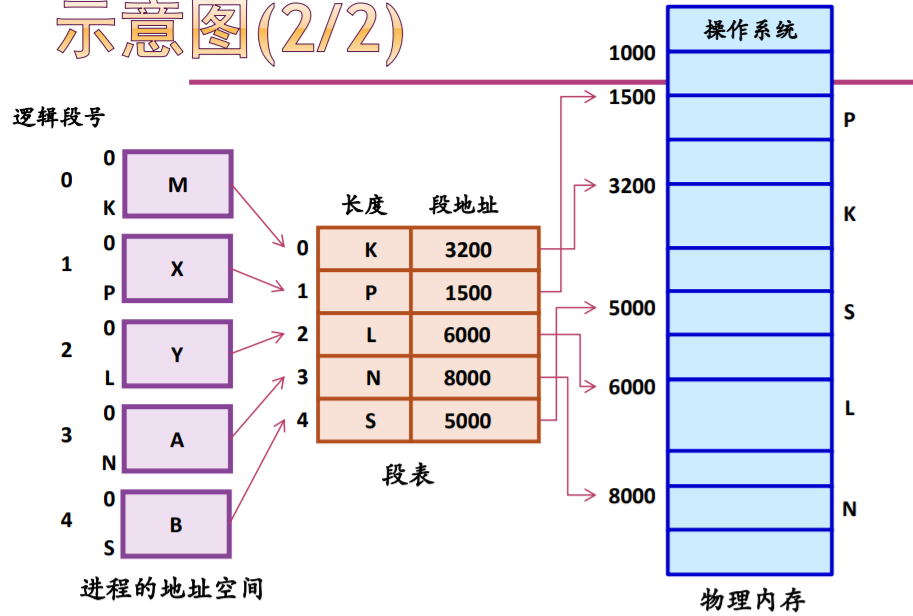 示意图(2/2)
逻辑段号
0
0
M
K
1
0
X
P
2
0
Y
L
3
0
A
N
4
0
B
S
进程的地址空间
长度 段地址
0 K 3200
1 P 1500
2 L 6000
3 N 8000
4 S 5000
段表
操作系统
1000
1500
P
3200
K
5000
S
6000
L
8000
N
物理内存